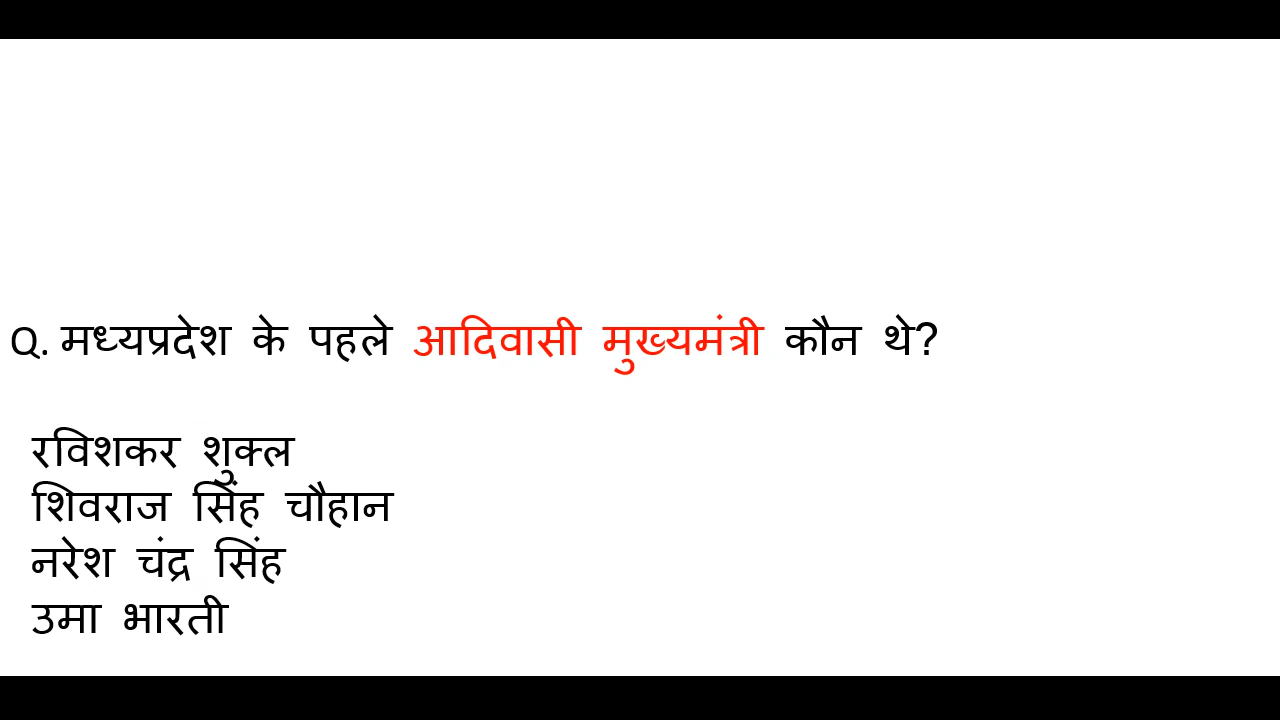 Q. मध्यप्रदेश के पहले आदिवासी मुख्यमंत्री कौन थे?
रविशकर शुक्ल
शिवराज सिंह चौहान
नरेश चंद्र सिंह
उमा भारती